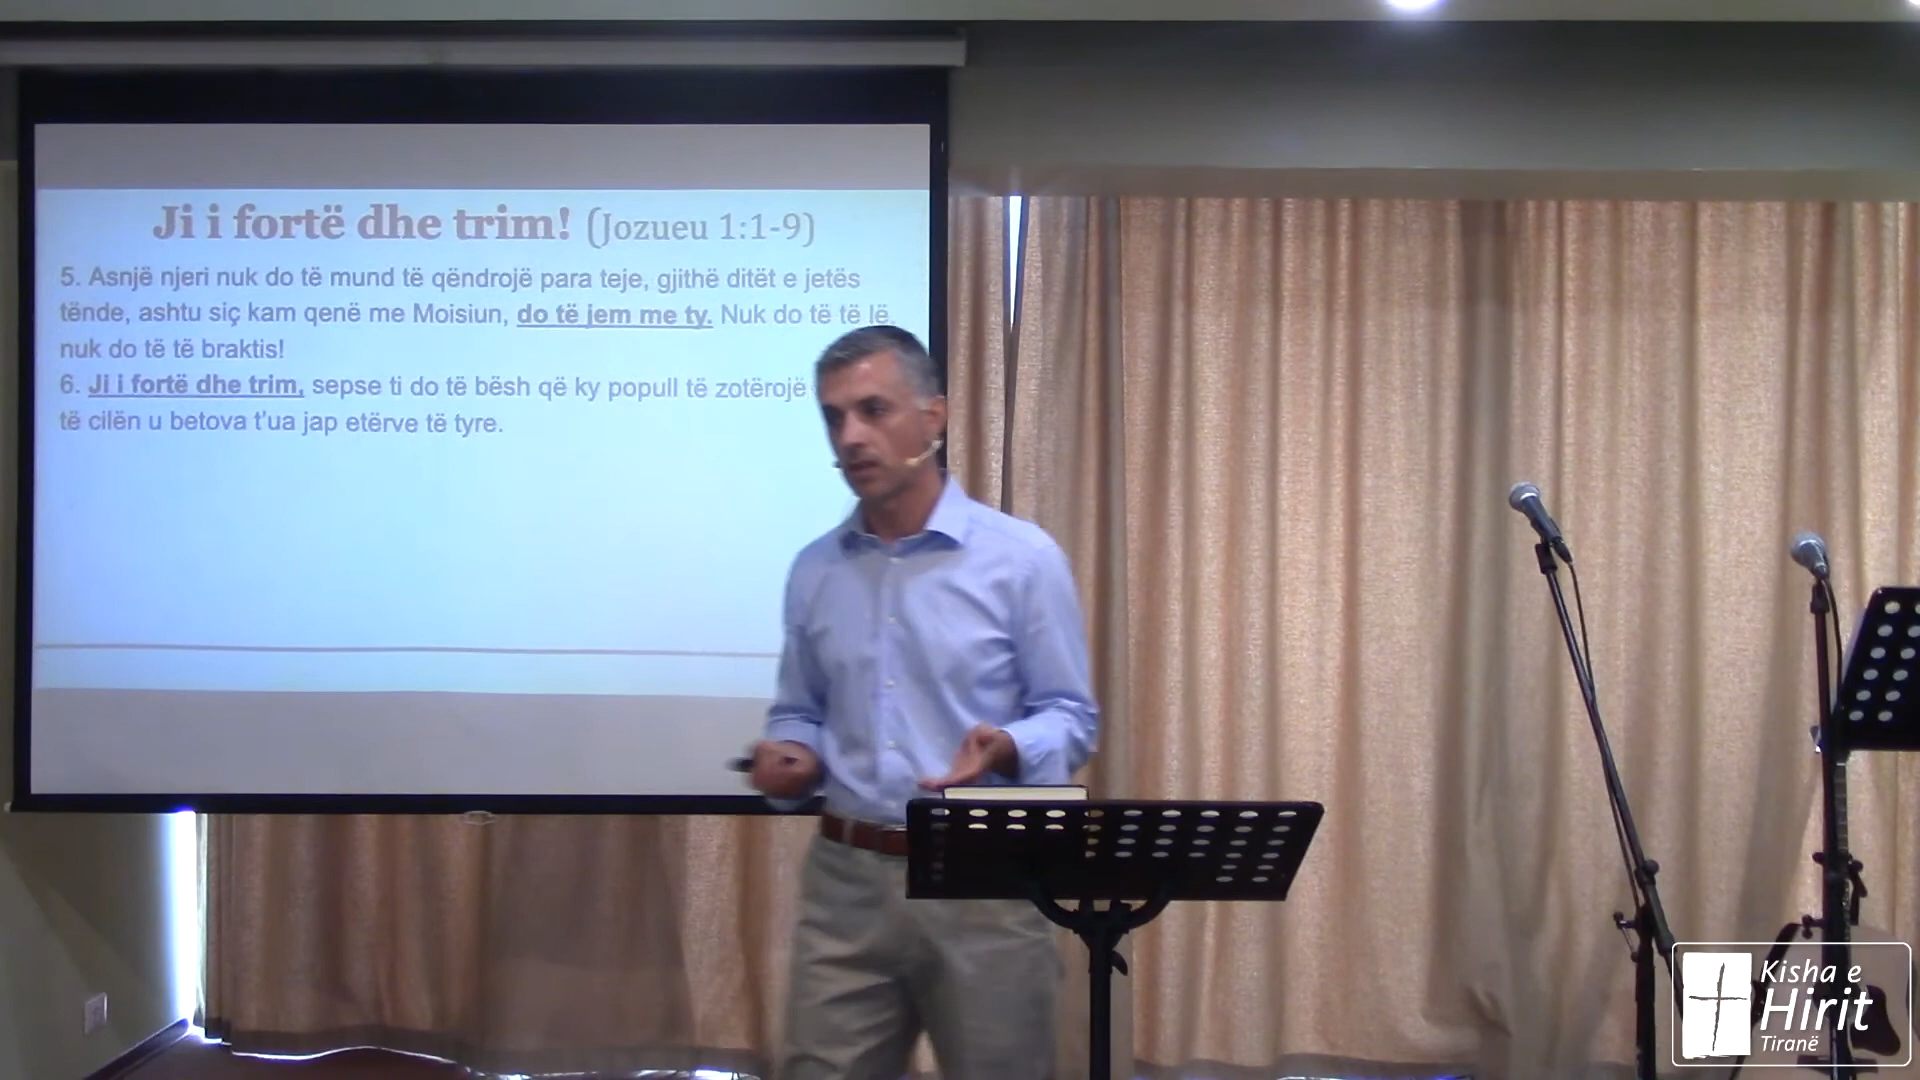 Ji i fortë dhe trim! (Jozueu 1:1-9)
5. Asnjë njeri nuk do të mund të qëndrojë para teje, gjithë ditët e jetës
tënde, ashtu siç kam qenë me Moisiun, do të jem me ty. Nuk do të të lë,
nuk do të të braktis!
6. Ji i fortë dhe trim, sepse ti do të bësh që ky popull të zotërojë
të cilën u betova t'ua jap etërve të tyre.
Kisha e
Hirit
Tiranë